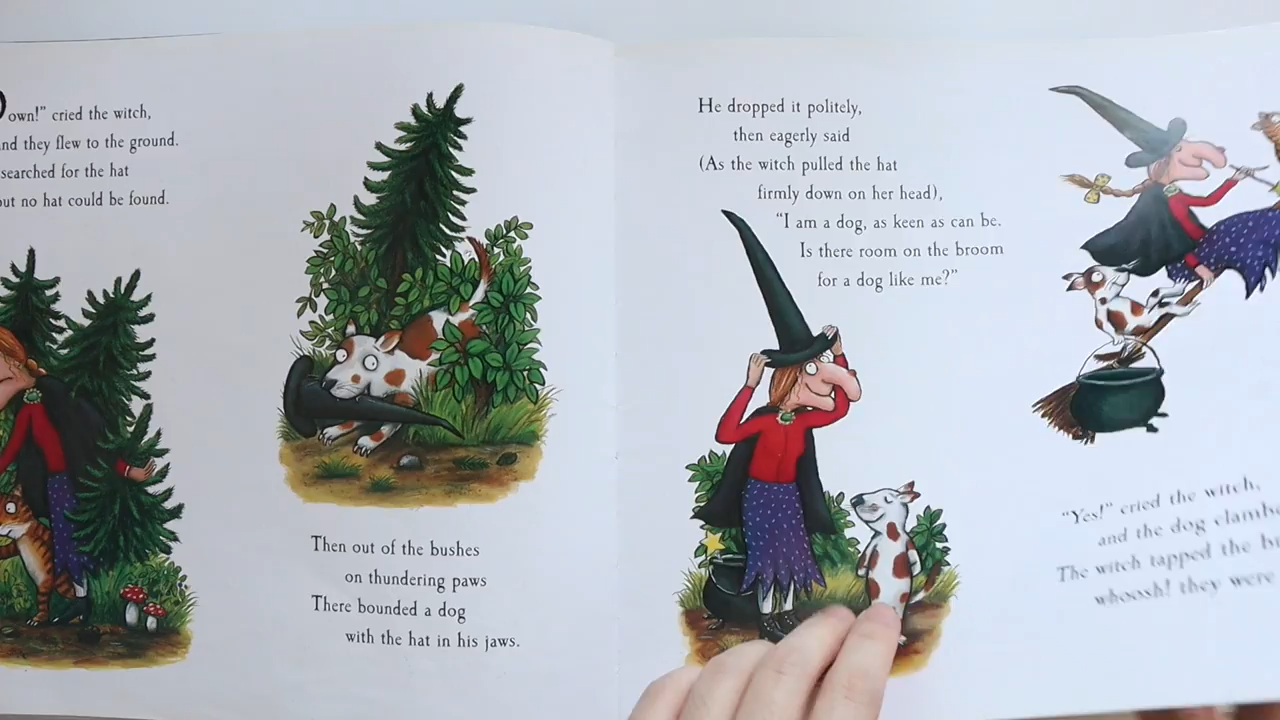 own!” cried the witch,
nd they flew to the ground.
searched for the hat
out no hat could be found.
Then out of the bushes
on thundering paws
There bounded a dog
with the hat in his jaws.
He dropped it politely,
then eagerly said
(As the witch pulled the hat
firmly down on her head),
“I am a dog, as keen as can be.
Is there room on the broom
for a dog like me?”
“Yes!” cried the witch,
and the dog clamb
The witch tapped the b
whoosh! they were